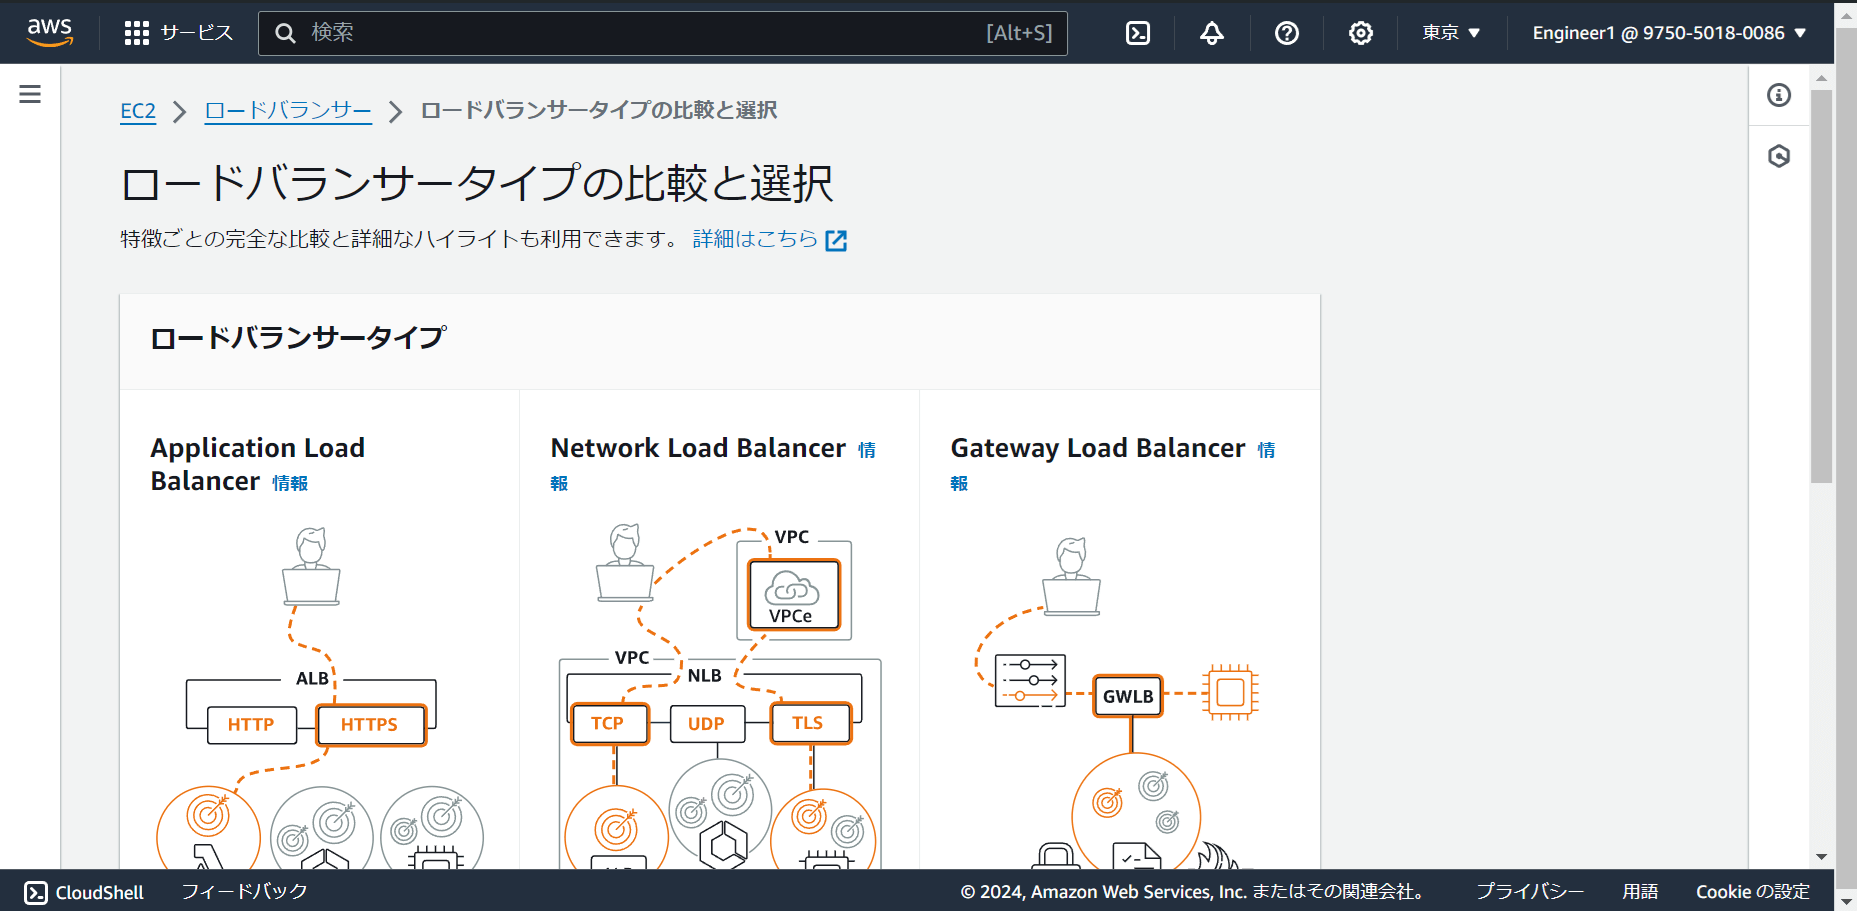 aws サービス 検索 [Alt+S] 東京 ▼ Engineer1 @ 9750-5018-0086 ▼
EC2 > ロードバランサー > ロードバランサータイプの比較と選択
ロードバランサータイプの比較と選択
特徴ごとの完全な比較と詳細なハイライトも利用できます。 詳細はこちら
ロードバランサータイプ
Application Load
Balancer 情報
ALB
HTTP HTTPS
Network Load Balancer 情
報
VPC
VPCe
VPC
NLB
TCP UDP TLS
Gateway Load Balancer 情
報
GWLB
CloudShell フィードバック © 2024, Amazon Web Services, Inc. またはその関連会社。 プライバシー 用語 Cookie の設定